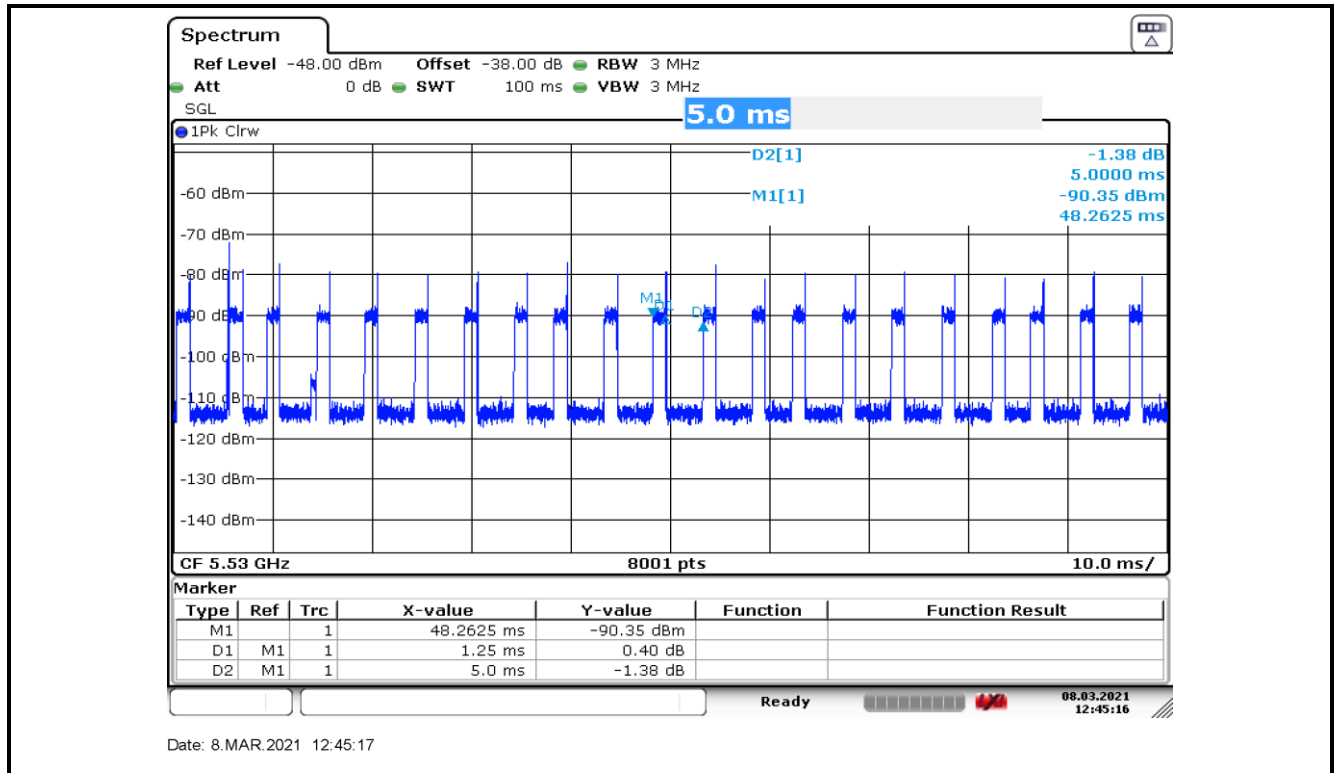 Spectrum
Ref Level -48.00 dBm Offset -38.00 dB RBW 3 MHz
Att 0 dB SWT 100 ms VBW 3 MHz
SGL
5.0 ms
1Pk Clrw
D2[1] -1.38 dB
5.0000 ms
-60 dBm M1[1] -90.35 dBm
48.2625 ms
-70 dBm
-80 dBm
M1
D1
D2
-90 dBm
-100 dBm
-110 dBm
-120 dBm
-130 dBm
-140 dBm
CF 5.53 GHz 8001 pts 10.0 ms/
Marker
Type Ref Trc X-value Y-value Function Function Result
M1 1 48.2625 ms -90.35 dBm
D1 M1 1 1.25 ms 0.40 dB
D2 M1 1 5.0 ms -1.38 dB
Ready 08.03.2021
12:45:16
Date: 8.MAR.2021 12:45:17